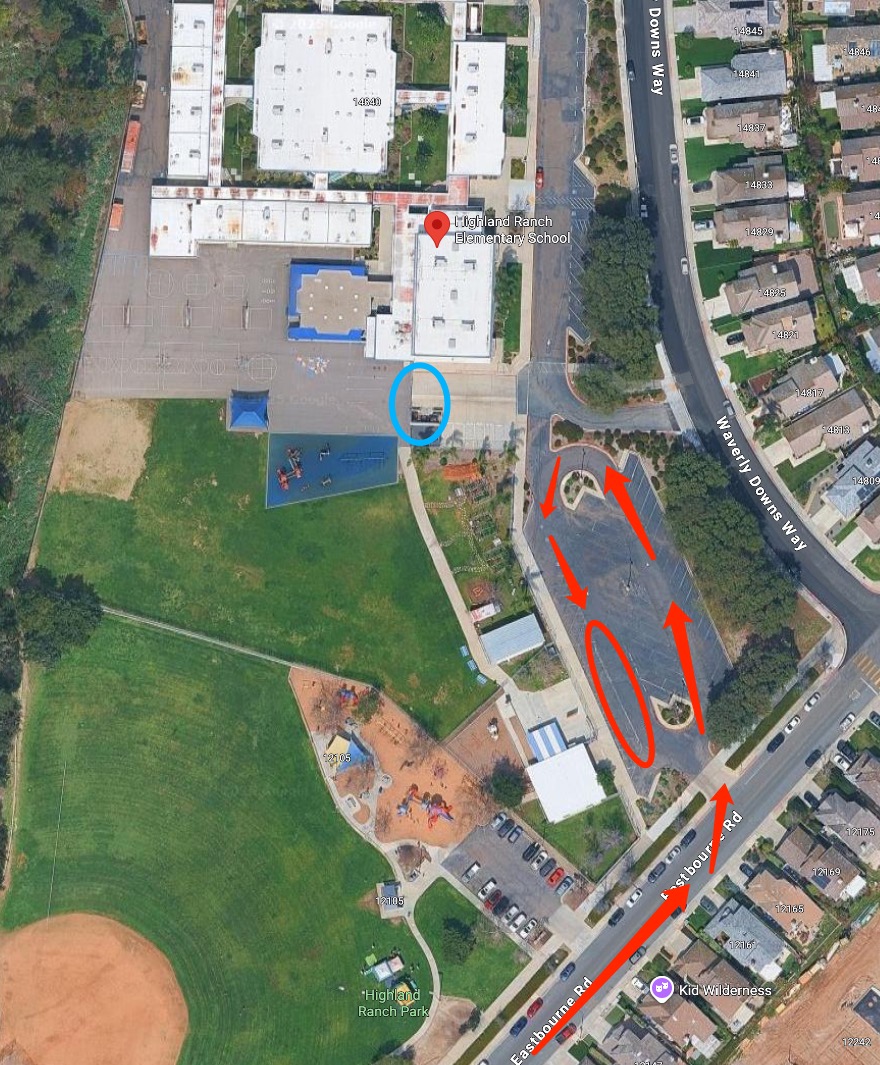 14845
14846
14841
Downs Way
14840
14837
14833
Highland Ranch
Elementary School
14829
14825
14821
14817
14813
Waverly Downs Way
14809
12105
12175
12169
Eastbourne Rd
12105
12165
12161
Kid Wilderness
Highland
Ranch Park
Eastbourne Rd
12242